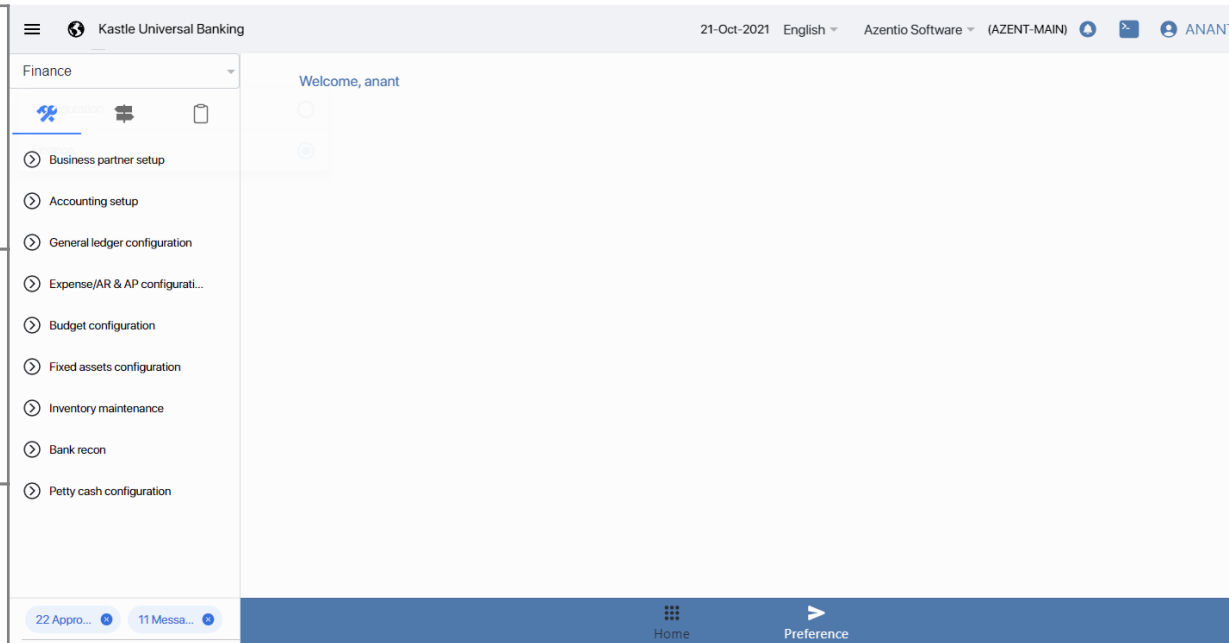 Kastle Universal Banking 21-Oct-2021 English Azentio Software (AZENT-MAIN) ANANT
Finance
Welcome, anant
Business partner setup
Accounting setup
General ledger configuration
Expense/AR & AP configurati...
Budget configuration
Fixed assets configuration
Inventory maintenance
Bank recon
Petty cash configuration
22 Appro... 11 Messa...
Home Preference